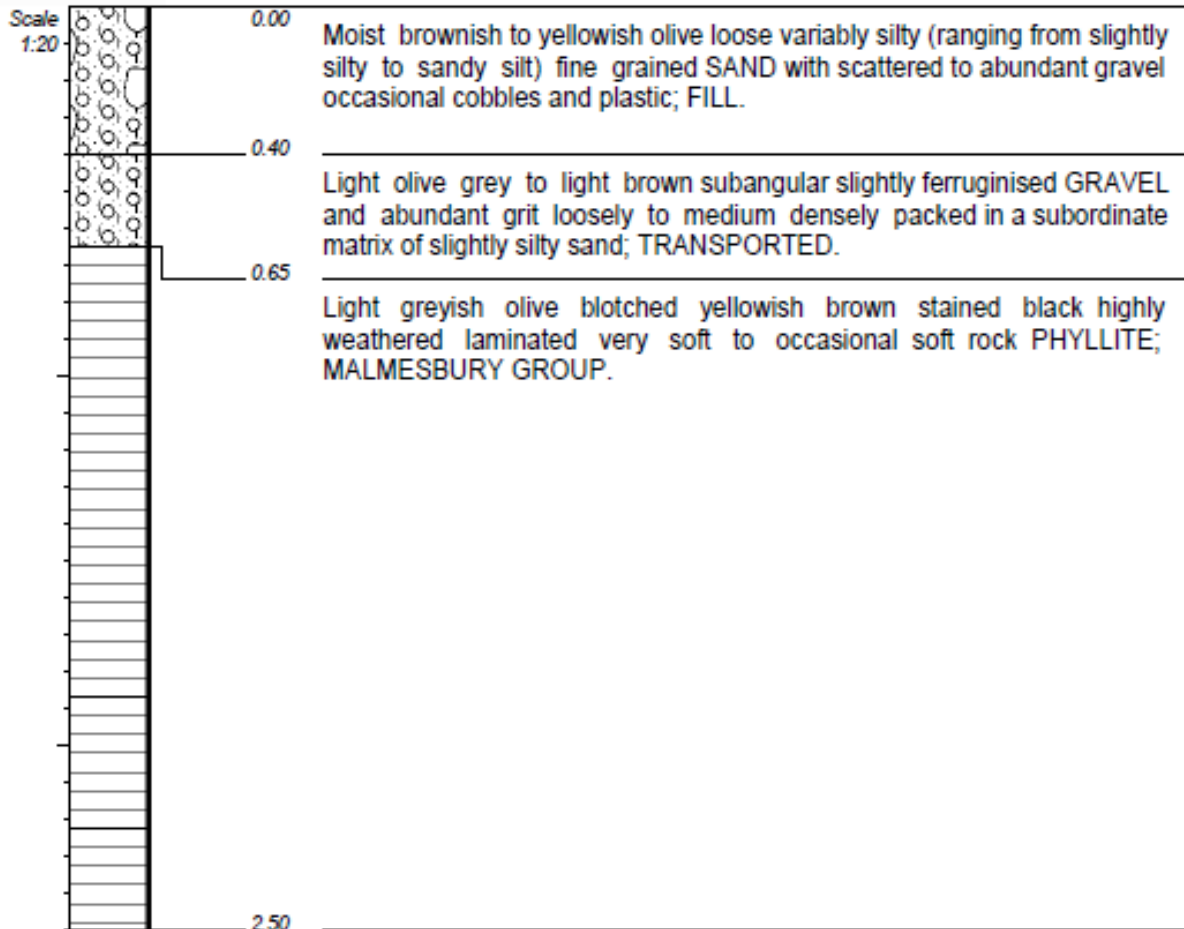 Scale
1:20
0.00
Moist brownish to yellowish olive loose variably silty (ranging from slightly
silty to sandy silt) fine grained SAND with scattered to abundant gravel
occasional cobbles and plastic; FILL.
0.40
Light olive grey to light brown subangular slightly ferruginised GRAVEL
and abundant grit loosely to medium densely packed in a subordinate
matrix of slightly silty sand; TRANSPORTED.
0.65
Light greyish olive blotched yellowish brown stained black highly
weathered laminated very soft to occasional soft rock PHYLLITE;
MALMESBURY GROUP.
2.50